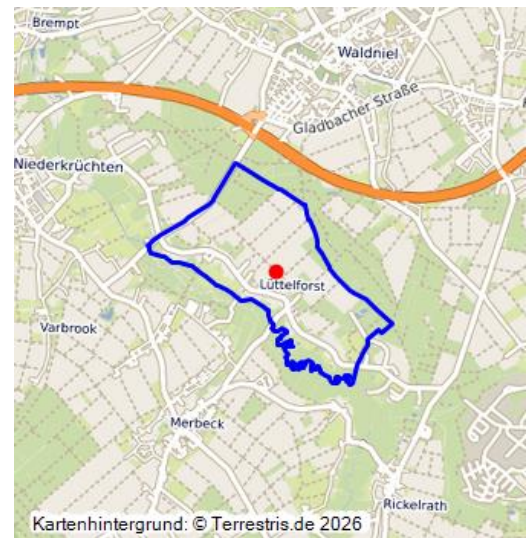 Brempt
Waldniel
Gladbacher Straße
Niederkrüchten
Lüttelforst
Varbrook
Merbeck
Rickelrath
Kartenhintergrund: © Terrestris.de 2026